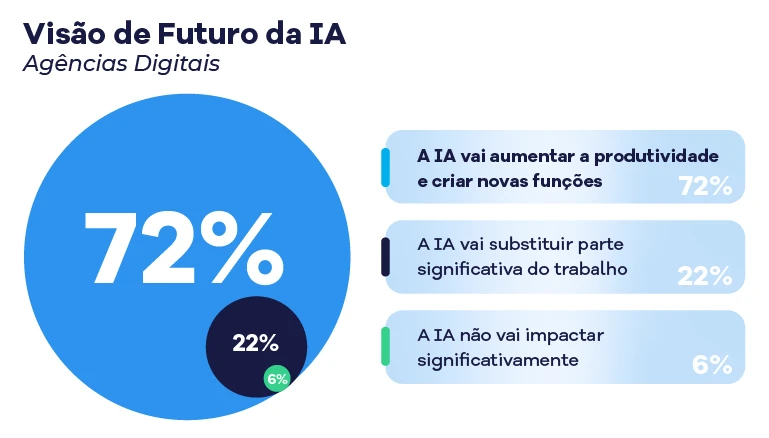 Visão de Futuro da IA
Agências Digitais
72%
22%
6%
A IA vai aumentar a produtividade
e criar novas funções
72%
A IA vai substituir parte
significativa do trabalho
22%
A IA não vai impactar
significativamente
6%